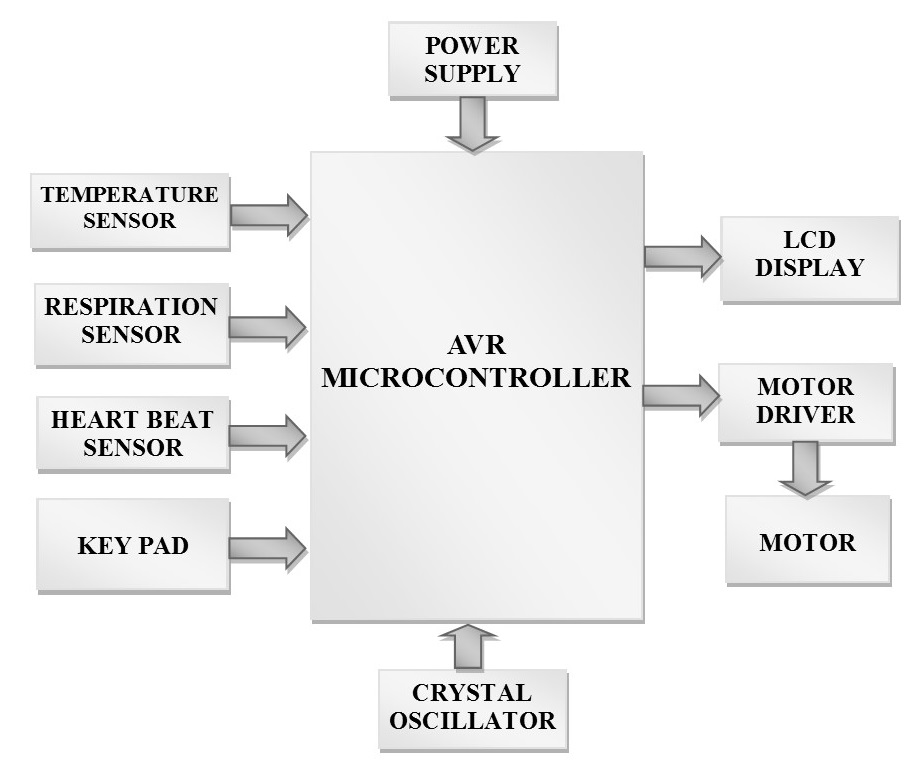 POWER
SUPPLY
TEMPERATURE
SENSOR
RESPIRATION
SENSOR
HEART BEAT
SENSOR
KEY PAD
AVR
MICROCONTROLLER
LCD
DISPLAY
MOTOR
DRIVER
MOTOR
CRYSTAL
OSCILLATOR